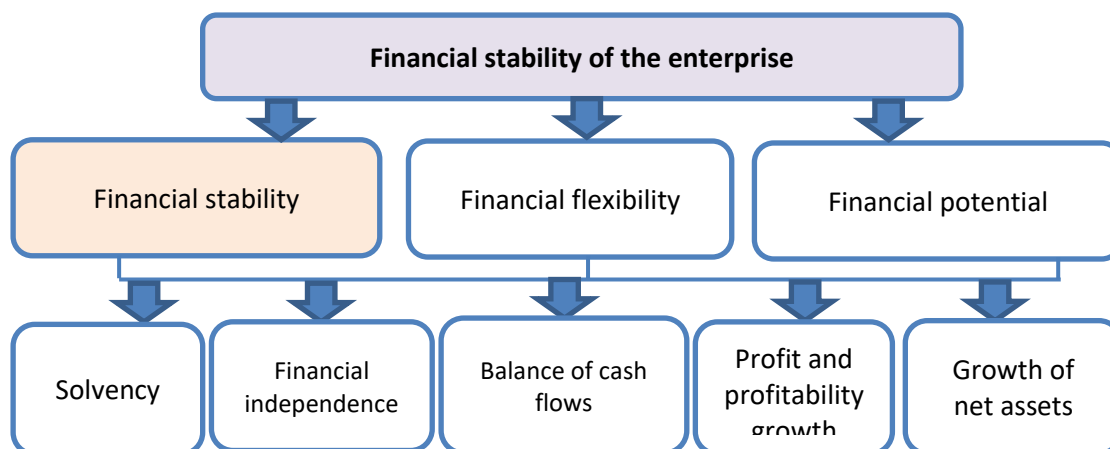 Financial stability of the enterprise
Financial stability
Financial flexibility
Financial potential
Solvency
Financial
independence
Balance of cash
flows
Profit and
profitability
growth
Growth of
net assets